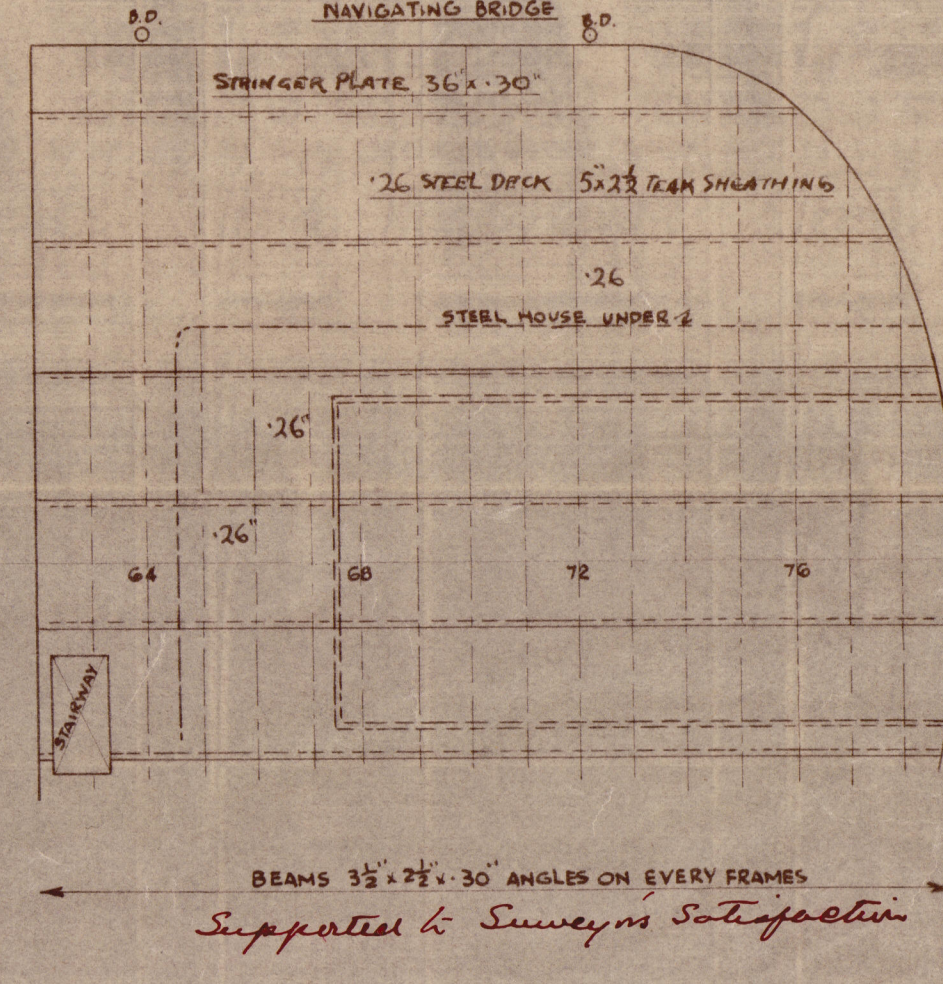 NAVIGATING BRIDGE
B.D.
B.D.
STRINGER PLATE 36" x .30"
.26 STEEL DECK 5" x 2½ TEAK SHEATHING
.26
STEEL HOUSE UNDER
.26"
.26"
64
68
72
76
STAIRWAY
BEAMS 3½" x 2½" x .30" ANGLES ON EVERY FRAMES
Supported to Surveyors Satisfaction